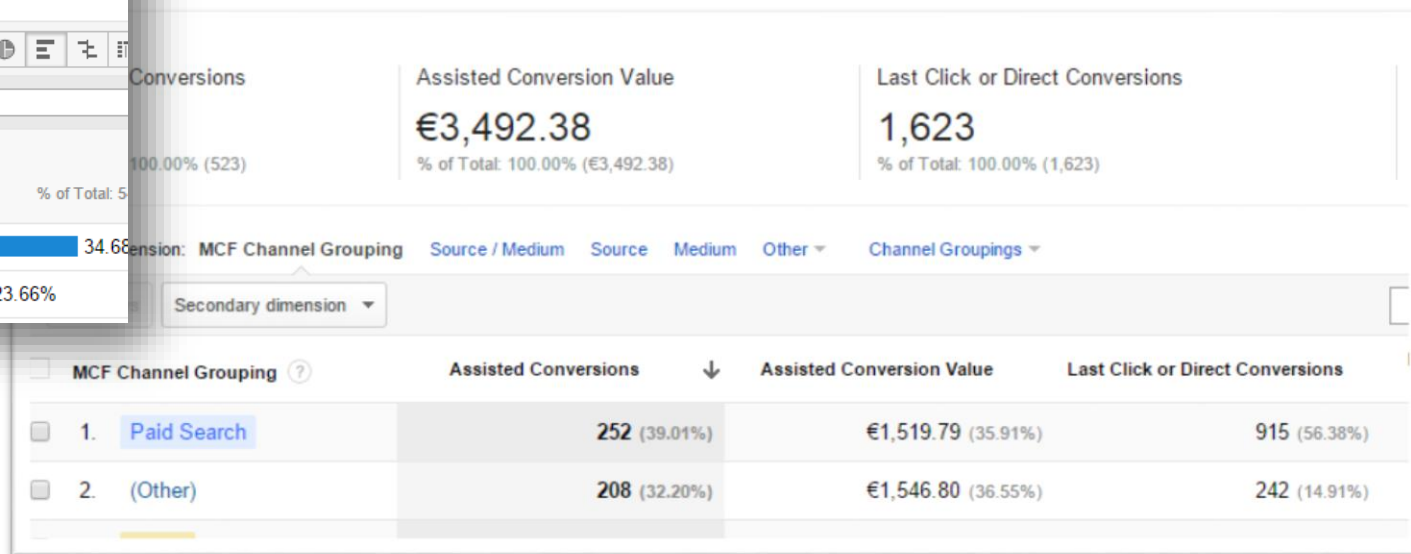 Conversions
Assisted Conversion Value
Last Click or Direct Conversions
€3,492.38
1,623
100.00% (523)
% of Total: 100.00% (€3,492.38)
% of Total: 100.00% (1,623)
% of Total: 5
34.68
23.66%
MCF Channel Grouping Source / Medium Source Medium Other Channel Groupings
Secondary dimension
MCF Channel Grouping ? Assisted Conversions Assisted Conversion Value Last Click or Direct Conversions
1. Paid Search 252 (39.01%) €1,519.79 (35.91%) 915 (56.38%)
2. (Other) 208 (32.20%) €1,546.80 (36.55%) 242 (14.91%)